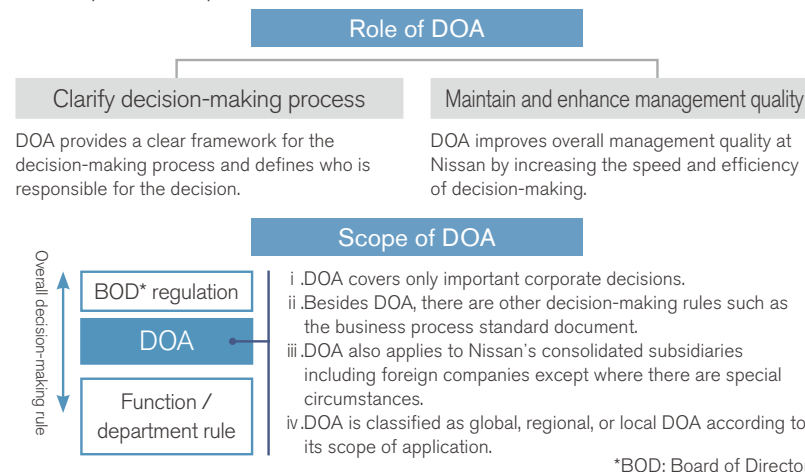 Role of DOA
Clarify decision-making process
DOA provides a clear framework for the
decision-making process and defines who is
responsible for the decision.
Maintain and enhance management quality
DOA improves overall management quality at
Nissan by increasing the speed and efficiency
of decision-making.
Scope of DOA
Overall decision-making rule
BOD* regulation
DOA
Function /
department rule
i .DOA covers only important corporate decisions.
ii .Besides DOA, there are other decision-making rules such as
the business process standard document.
iii .DOA also applies to Nissan's consolidated subsidiaries
including foreign companies except where there are special
circumstances.
iv .DOA is classified as global, regional, or local DOA according to
its scope of application.
*BOD: Board of Director